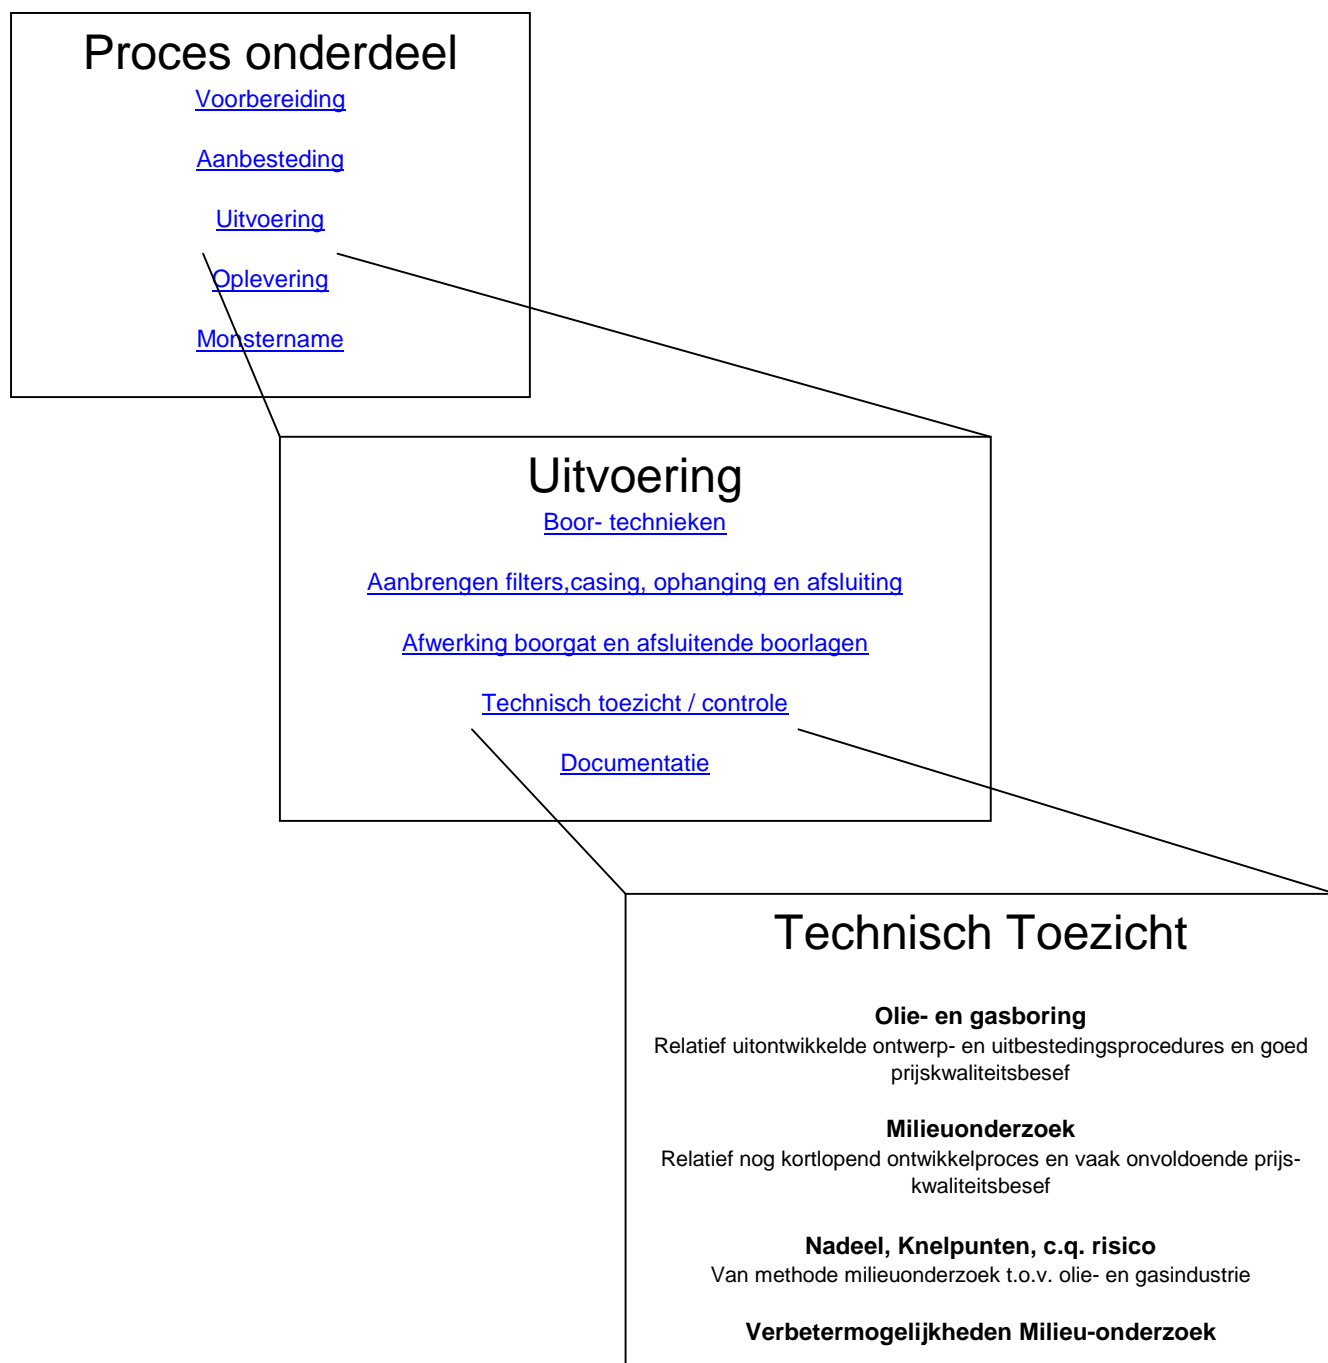 Proces onderdeel
Voorbereiding
Aanbesteding
Uitvoering
Oplevering
Monstername
Uitvoering
Boor- technieken
Aanbrengen filters,casing, ophanging en afsluiting
Afwerking boorgat en afsluitende boorlagen
Technisch toezicht / controle
Documentatie
Technisch Toezicht
Olie- en gasboring
Relatief uitontwikkelde ontwerp- en uitbestedingsprocedures en goed
prijskwaliteitsbesef
Milieuonderzoek
Relatief nog kortlopend ontwikkelproces en vaak onvoldoende prijs-
kwaliteitsbesef
Nadeel, Knelpunten, c.q. risico
Van methode milieuonderzoek t.o.v. olie- en gasindustrie
Verbetermogelijkheden Milieu-onderzoek